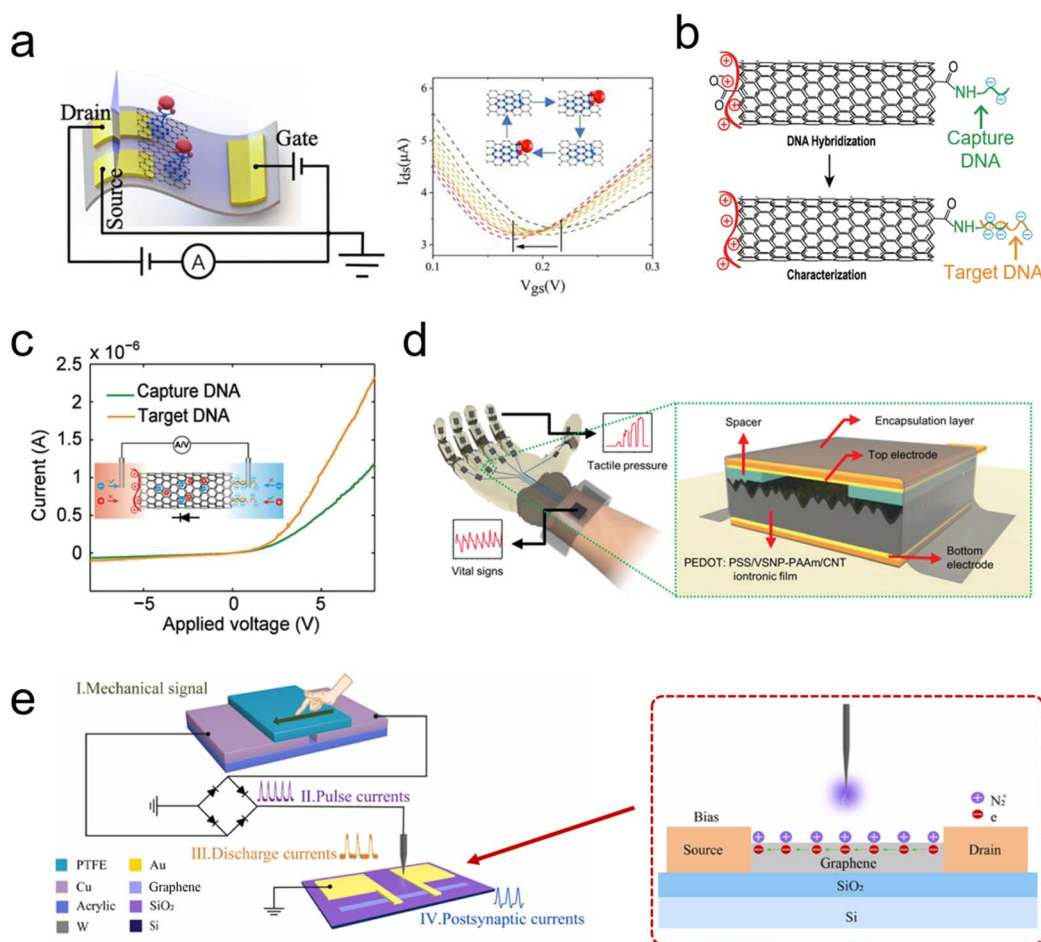 a
Drain
Source
Gate
A
I_ds(μA)
6
5
4
3
0.1
0.2
0.3
V_gs(V)
b
O
O⁻
O
NH
DNA Hybridization
Capture
DNA
O
NH
Characterization
Target DNA
c
× 10⁻⁶
2.5
2
1.5
1
0.5
0
Current (A)
Capture DNA
Target DNA
A/V
−5
0
5
Applied voltage (V)
d
Tactile pressure
Vital signs
Spacer
Encapsulation layer
Top electrode
PEDOT: PSS/VSNP-PAAm/CNT
iontronic film
Bottom
electrode
e
I.Mechanical signal
II.Pulse currents
III.Discharge currents
IV.Postsynaptic currents
PTFE
Au
Cu
Graphene
Acrylic
SiO₂
W
Si
Bias
Source
Graphene
Drain
N₂⁺
e
SiO₂
Si